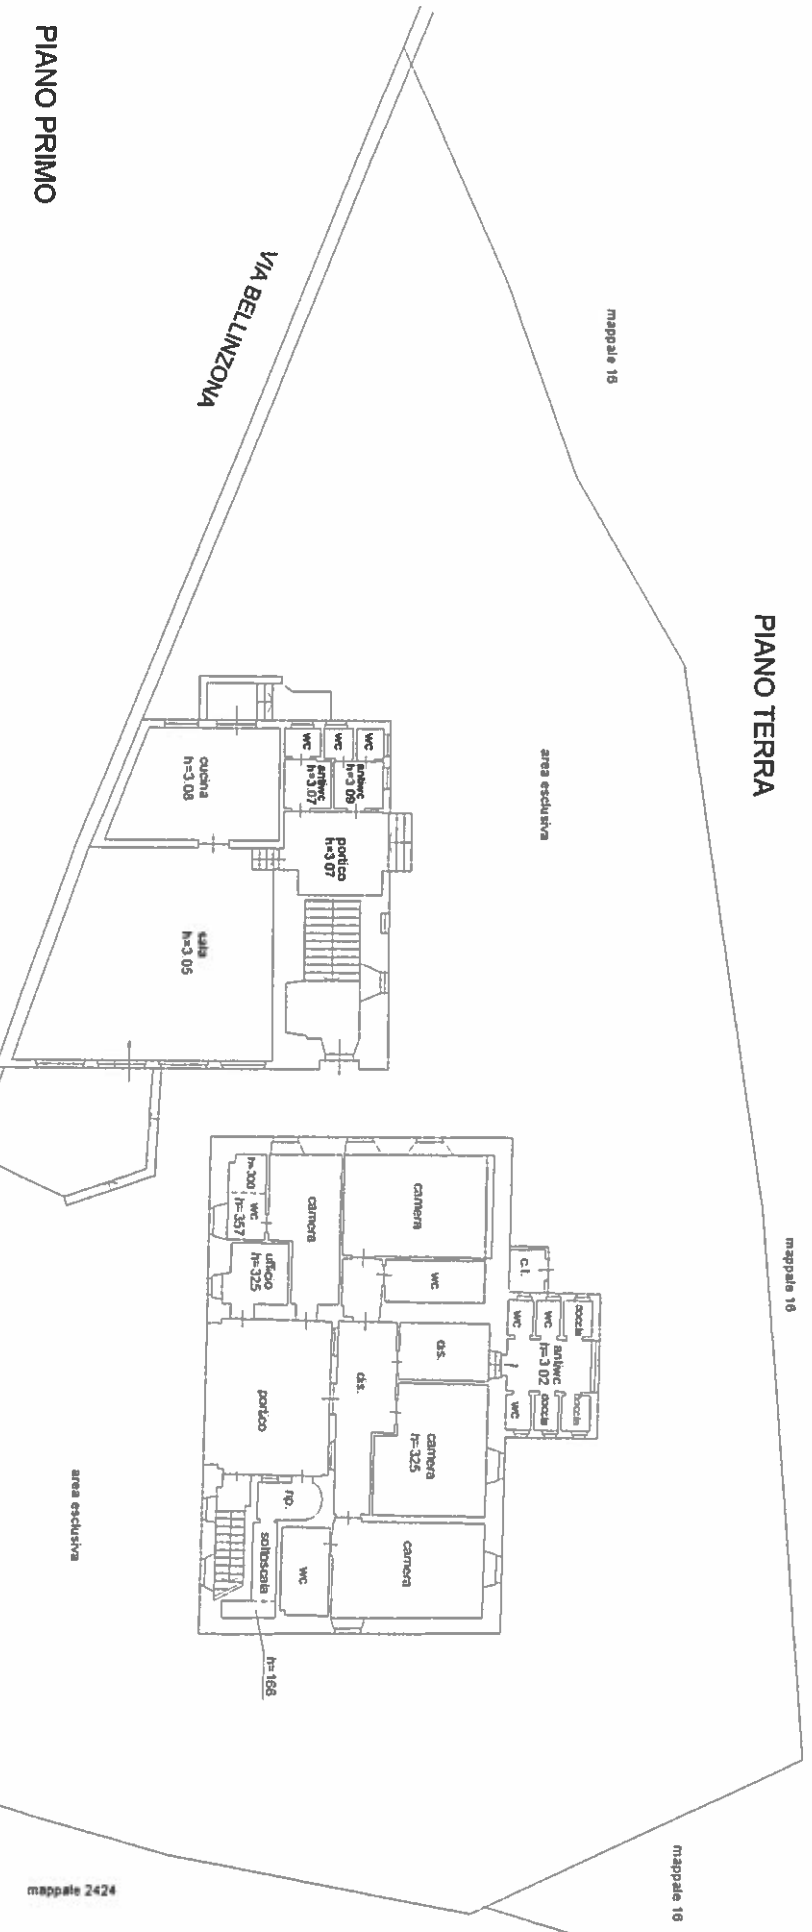 PIANO TERRA
PIANO PRIMO
VIA BELLINZONA
mappale 16
mappale 16
mappale 16
mappale 2424
area esclusiva
area esclusiva
wc
wc
wc
antiwc
h=3.09
antiwc
h=3.07
cucina
h=3.08
portico
h=3.07
sala
h=3.05
c.t.
doccia
wc
wc
antiwc
h=3.02
doccia
doccia
wc
camera
wc
camera
h=300
wc
h=357
ufficio
h=325
dis.
dis.
camera
h=325
portico
rip.
sottoscala
wc
camera
h=166